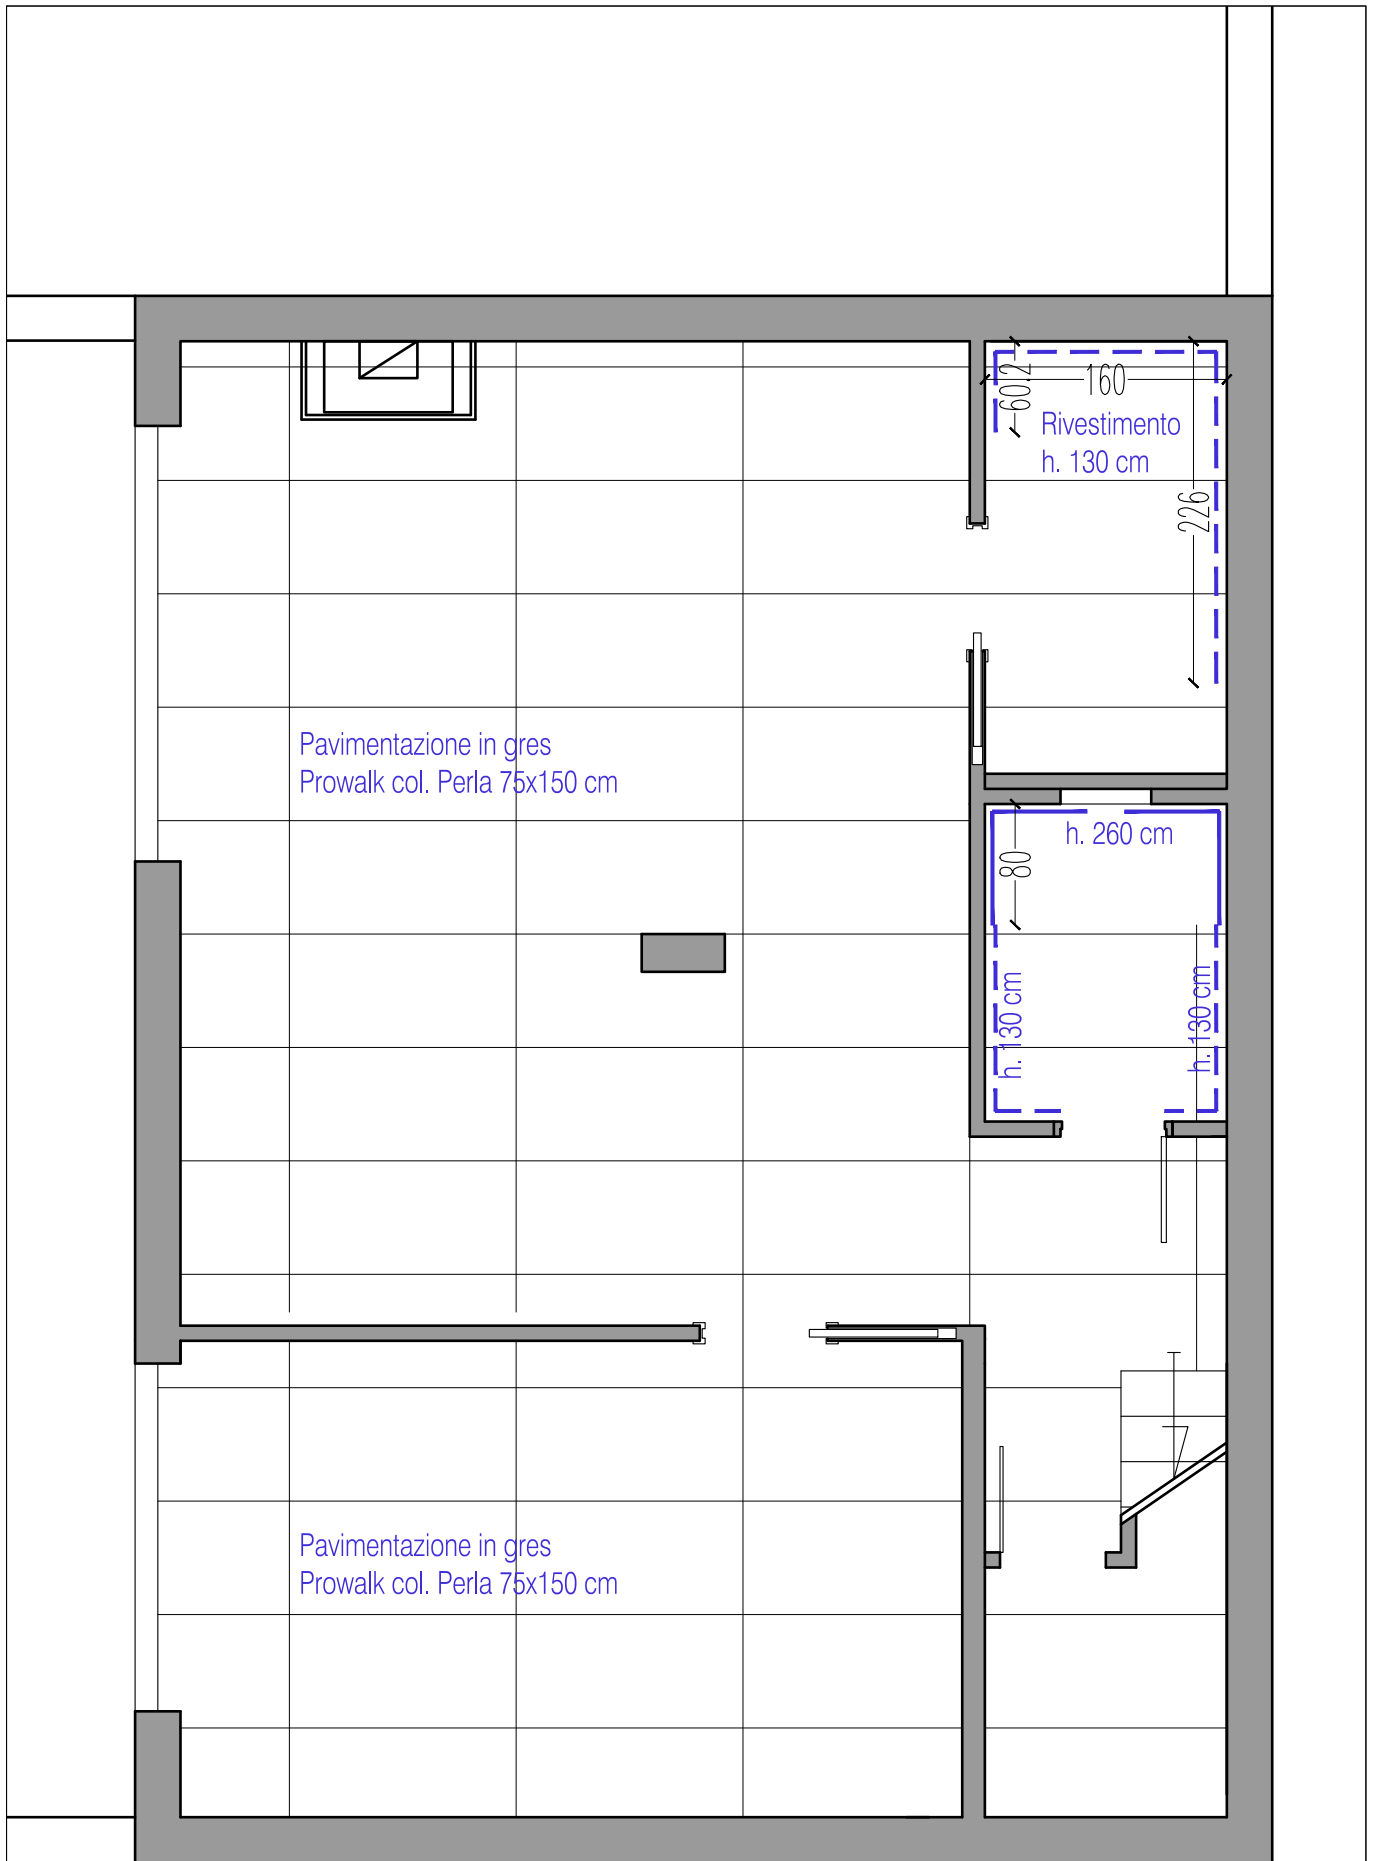 60.2
160
Rivestimento
h. 130 cm
226
Pavimentazione in gres
Prowalk col. Perla 75x150 cm
h. 260 cm
80
h. 130 cm
h. 130 cm
Pavimentazione in gres
Prowalk col. Perla 75x150 cm